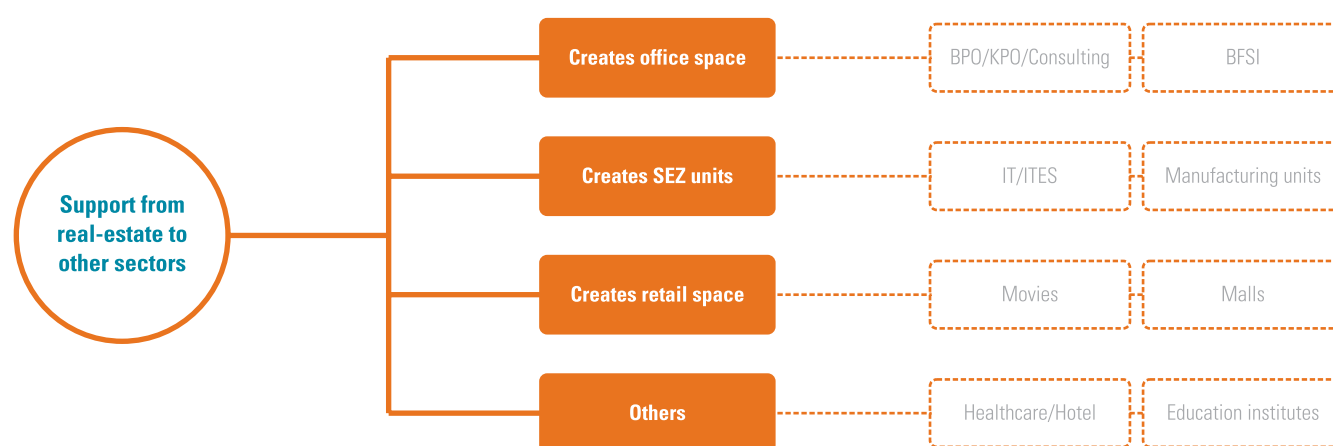 Creates office space
BPO/KPO/Consulting
BFSI
Creates SEZ units
IT/ITES
Manufacturing units
Support from
real-estate to
other sectors
Creates retail space
Movies
Malls
Others
Healthcare/Hotel
Education institutes